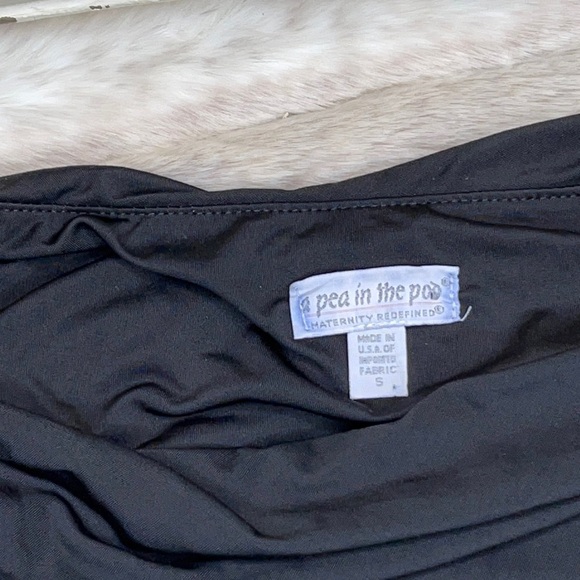 a pea in the pod®
MATERNITY REDEFINED®
MADE IN
U.S.A. OF
IMPORTED
FABRIC
S